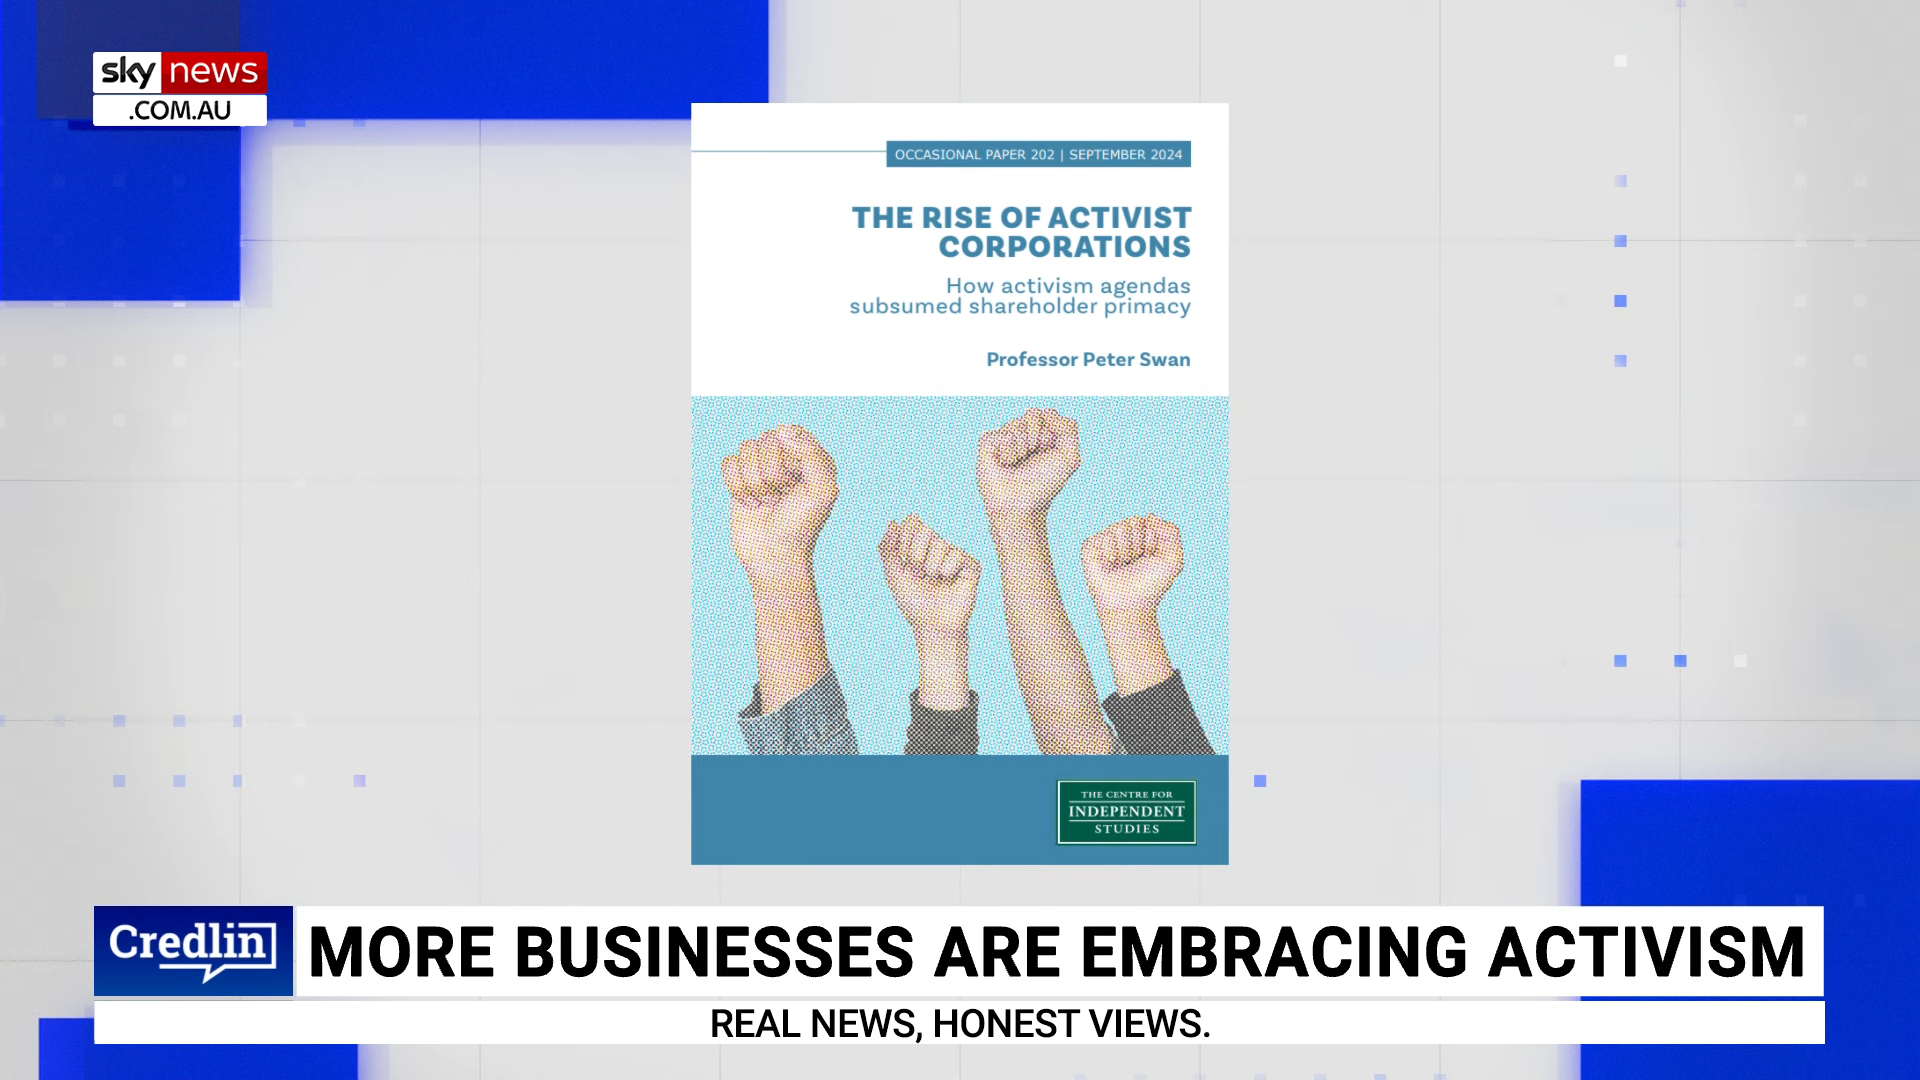 sky news
.COM.AU
OCCASIONAL PAPER 202 | SEPTEMBER 2024
THE RISE OF ACTIVIST
CORPORATIONS
How activism agendas
subsumed shareholder primacy
Professor Peter Swan
THE CENTRE FOR
INDEPENDENT
STUDIES
Credlin
MORE BUSINESSES ARE EMBRACING ACTIVISM
REAL NEWS, HONEST VIEWS.